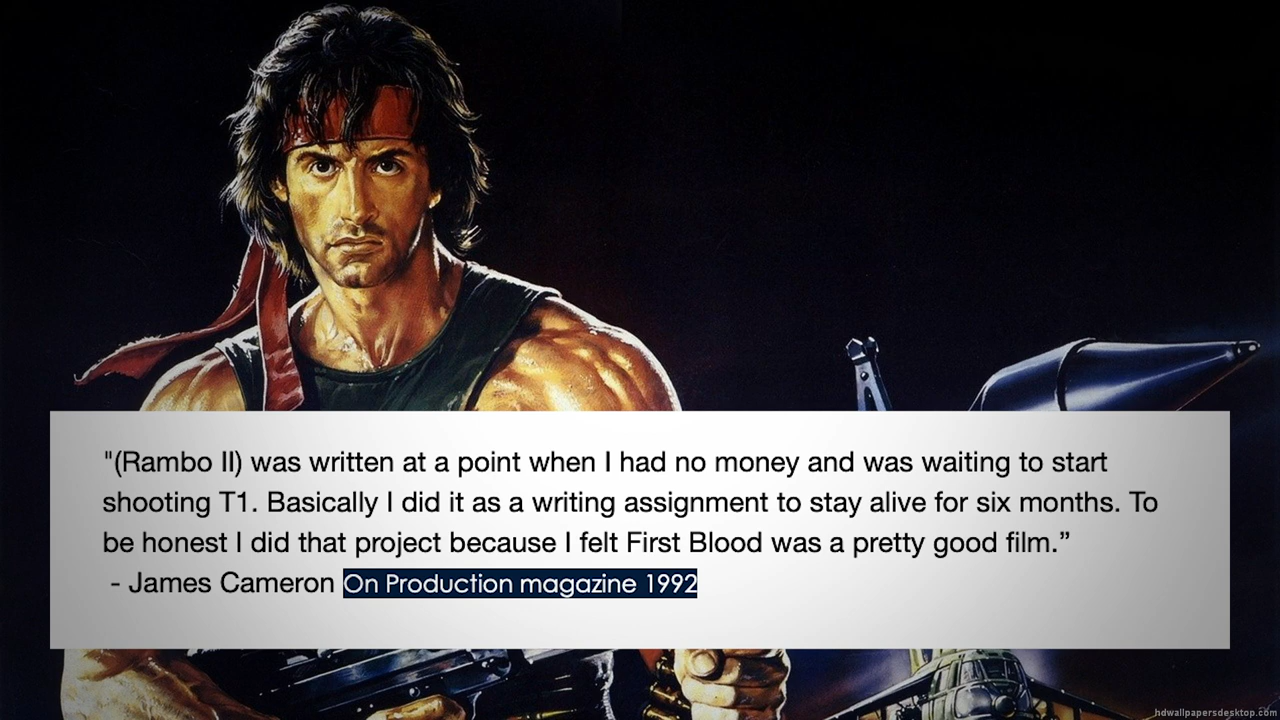 "(Rambo II) was written at a point when I had no money and was waiting to start
shooting T1. Basically I did it as a writing assignment to stay alive for six months. To
be honest I did that project because I felt First Blood was a pretty good film.”
- James Cameron On Production magazine 1992
hdwallpapersdesktop.com